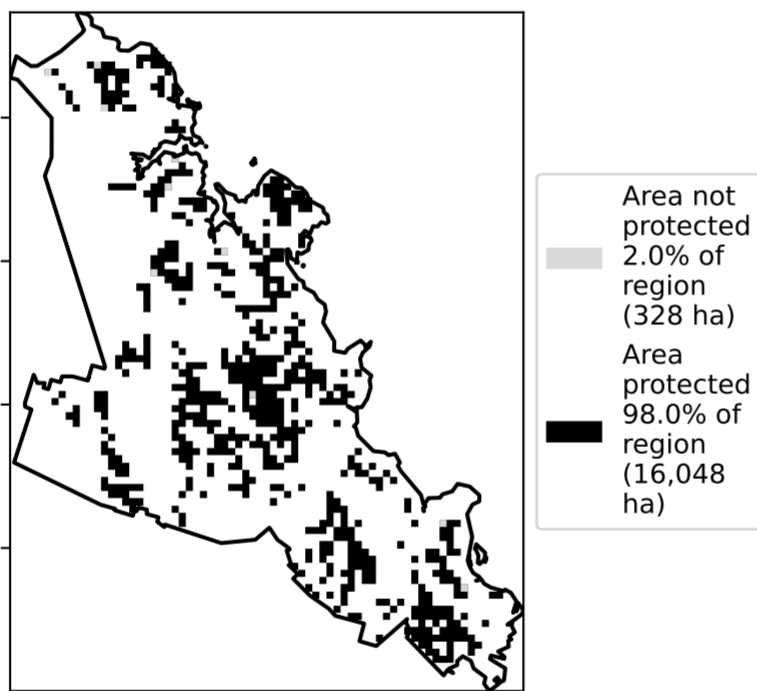 Area not
protected
2.0% of
region
(328 ha)
Area
protected
98.0% of
region
(16,048
ha)